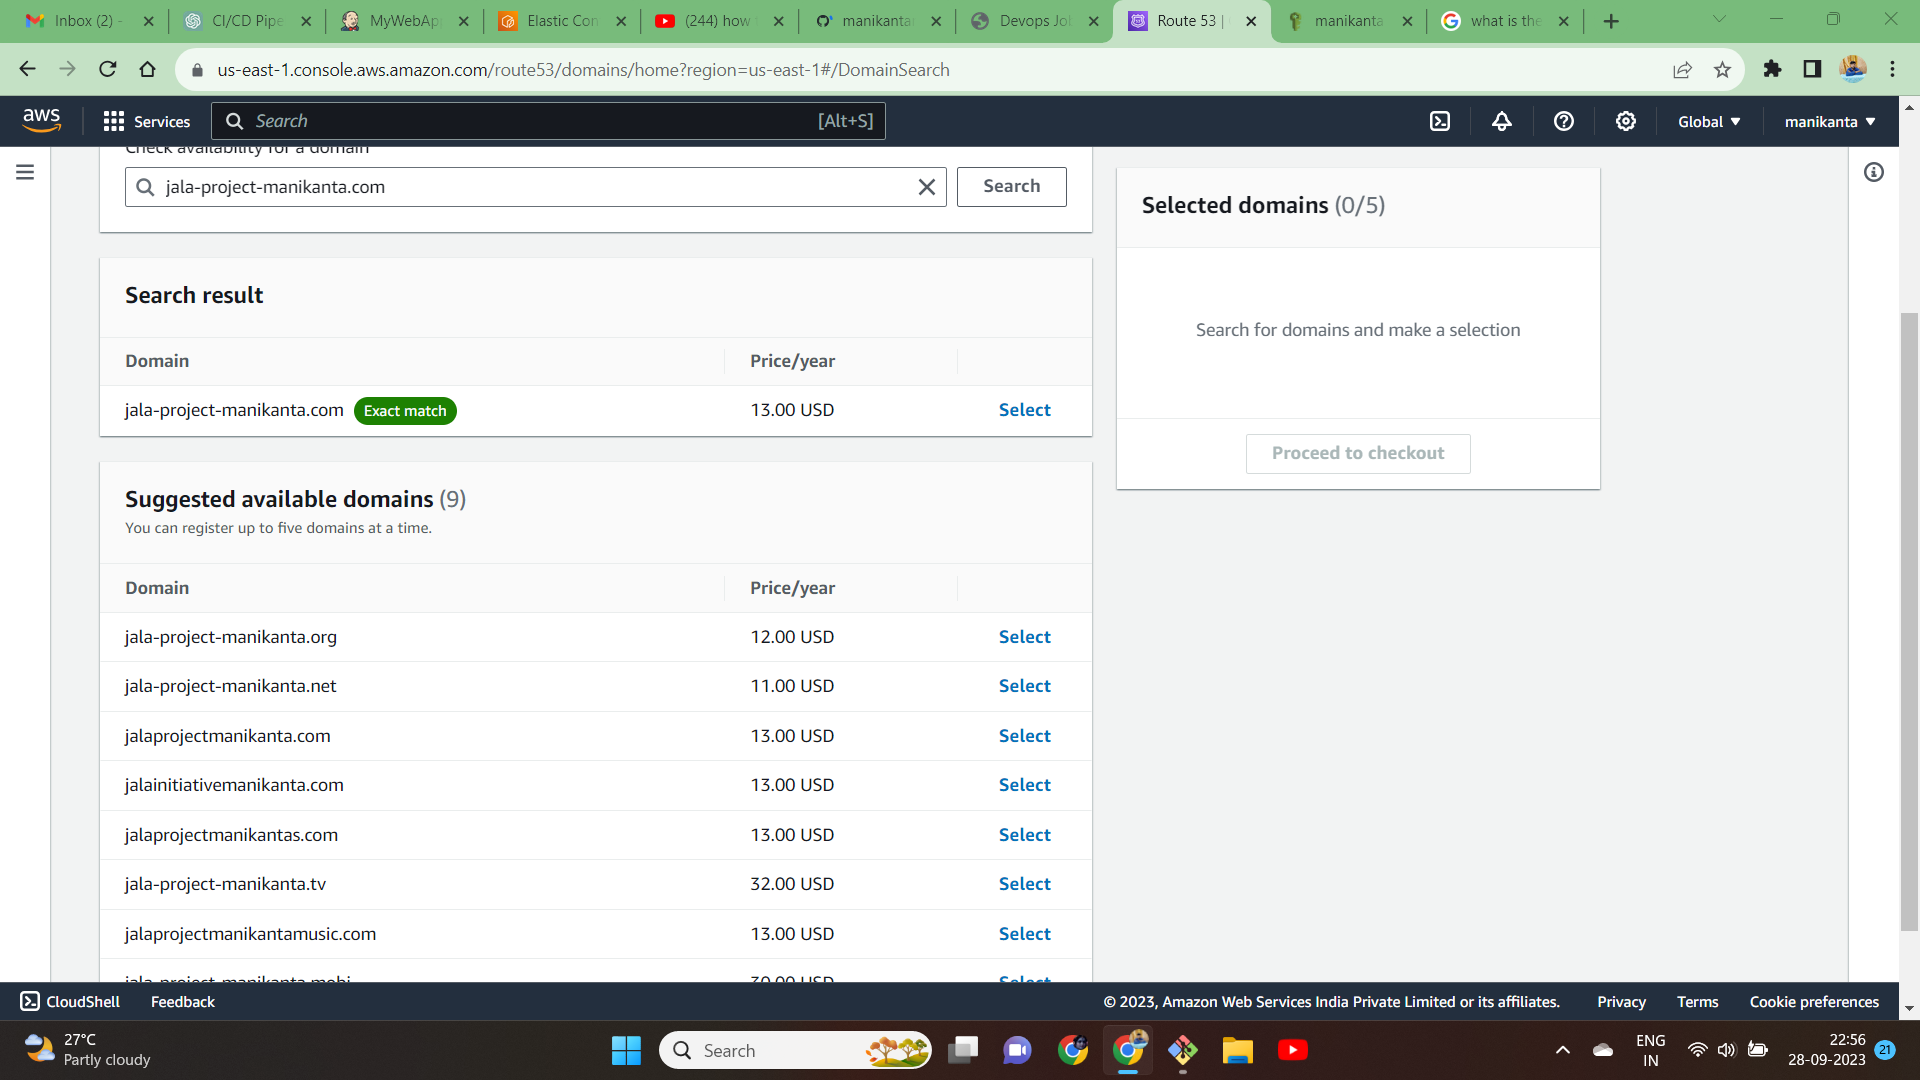 Inbox (2) -
CI/CD Pipe
MyWebAp
Elastic Con
(244) how t
manikantar
Devops Jol
Route 53 |
manikanta
what is the
us-east-1.console.aws.amazon.com/route53/domains/home?region=us-east-1#/DomainSearch
aws
Services
Search
[Alt+S]
Global
manikanta
Check availability for a domain
jala-project-manikanta.com
Search
Selected domains (0/5)
Search for domains and make a selection
Proceed to checkout
Search result
Domain
Price/year
jala-project-manikanta.com
Exact match
13.00 USD
Select
Suggested available domains (9)
You can register up to five domains at a time.
Domain
Price/year
jala-project-manikanta.org
12.00 USD
Select
jala-project-manikanta.net
11.00 USD
Select
jalaprojectmanikanta.com
13.00 USD
Select
jalainitiativemanikanta.com
13.00 USD
Select
jalaprojectmanikantas.com
13.00 USD
Select
jala-project-manikanta.tv
32.00 USD
Select
jalaprojectmanikantamusic.com
13.00 USD
Select
jala-project-manikanta.mobi
30.00 USD
Select
CloudShell
Feedback
© 2023, Amazon Web Services India Private Limited or its affiliates.
Privacy
Terms
Cookie preferences
27°C
Partly cloudy
Search
ENG
IN
22:56
28-09-2023
21